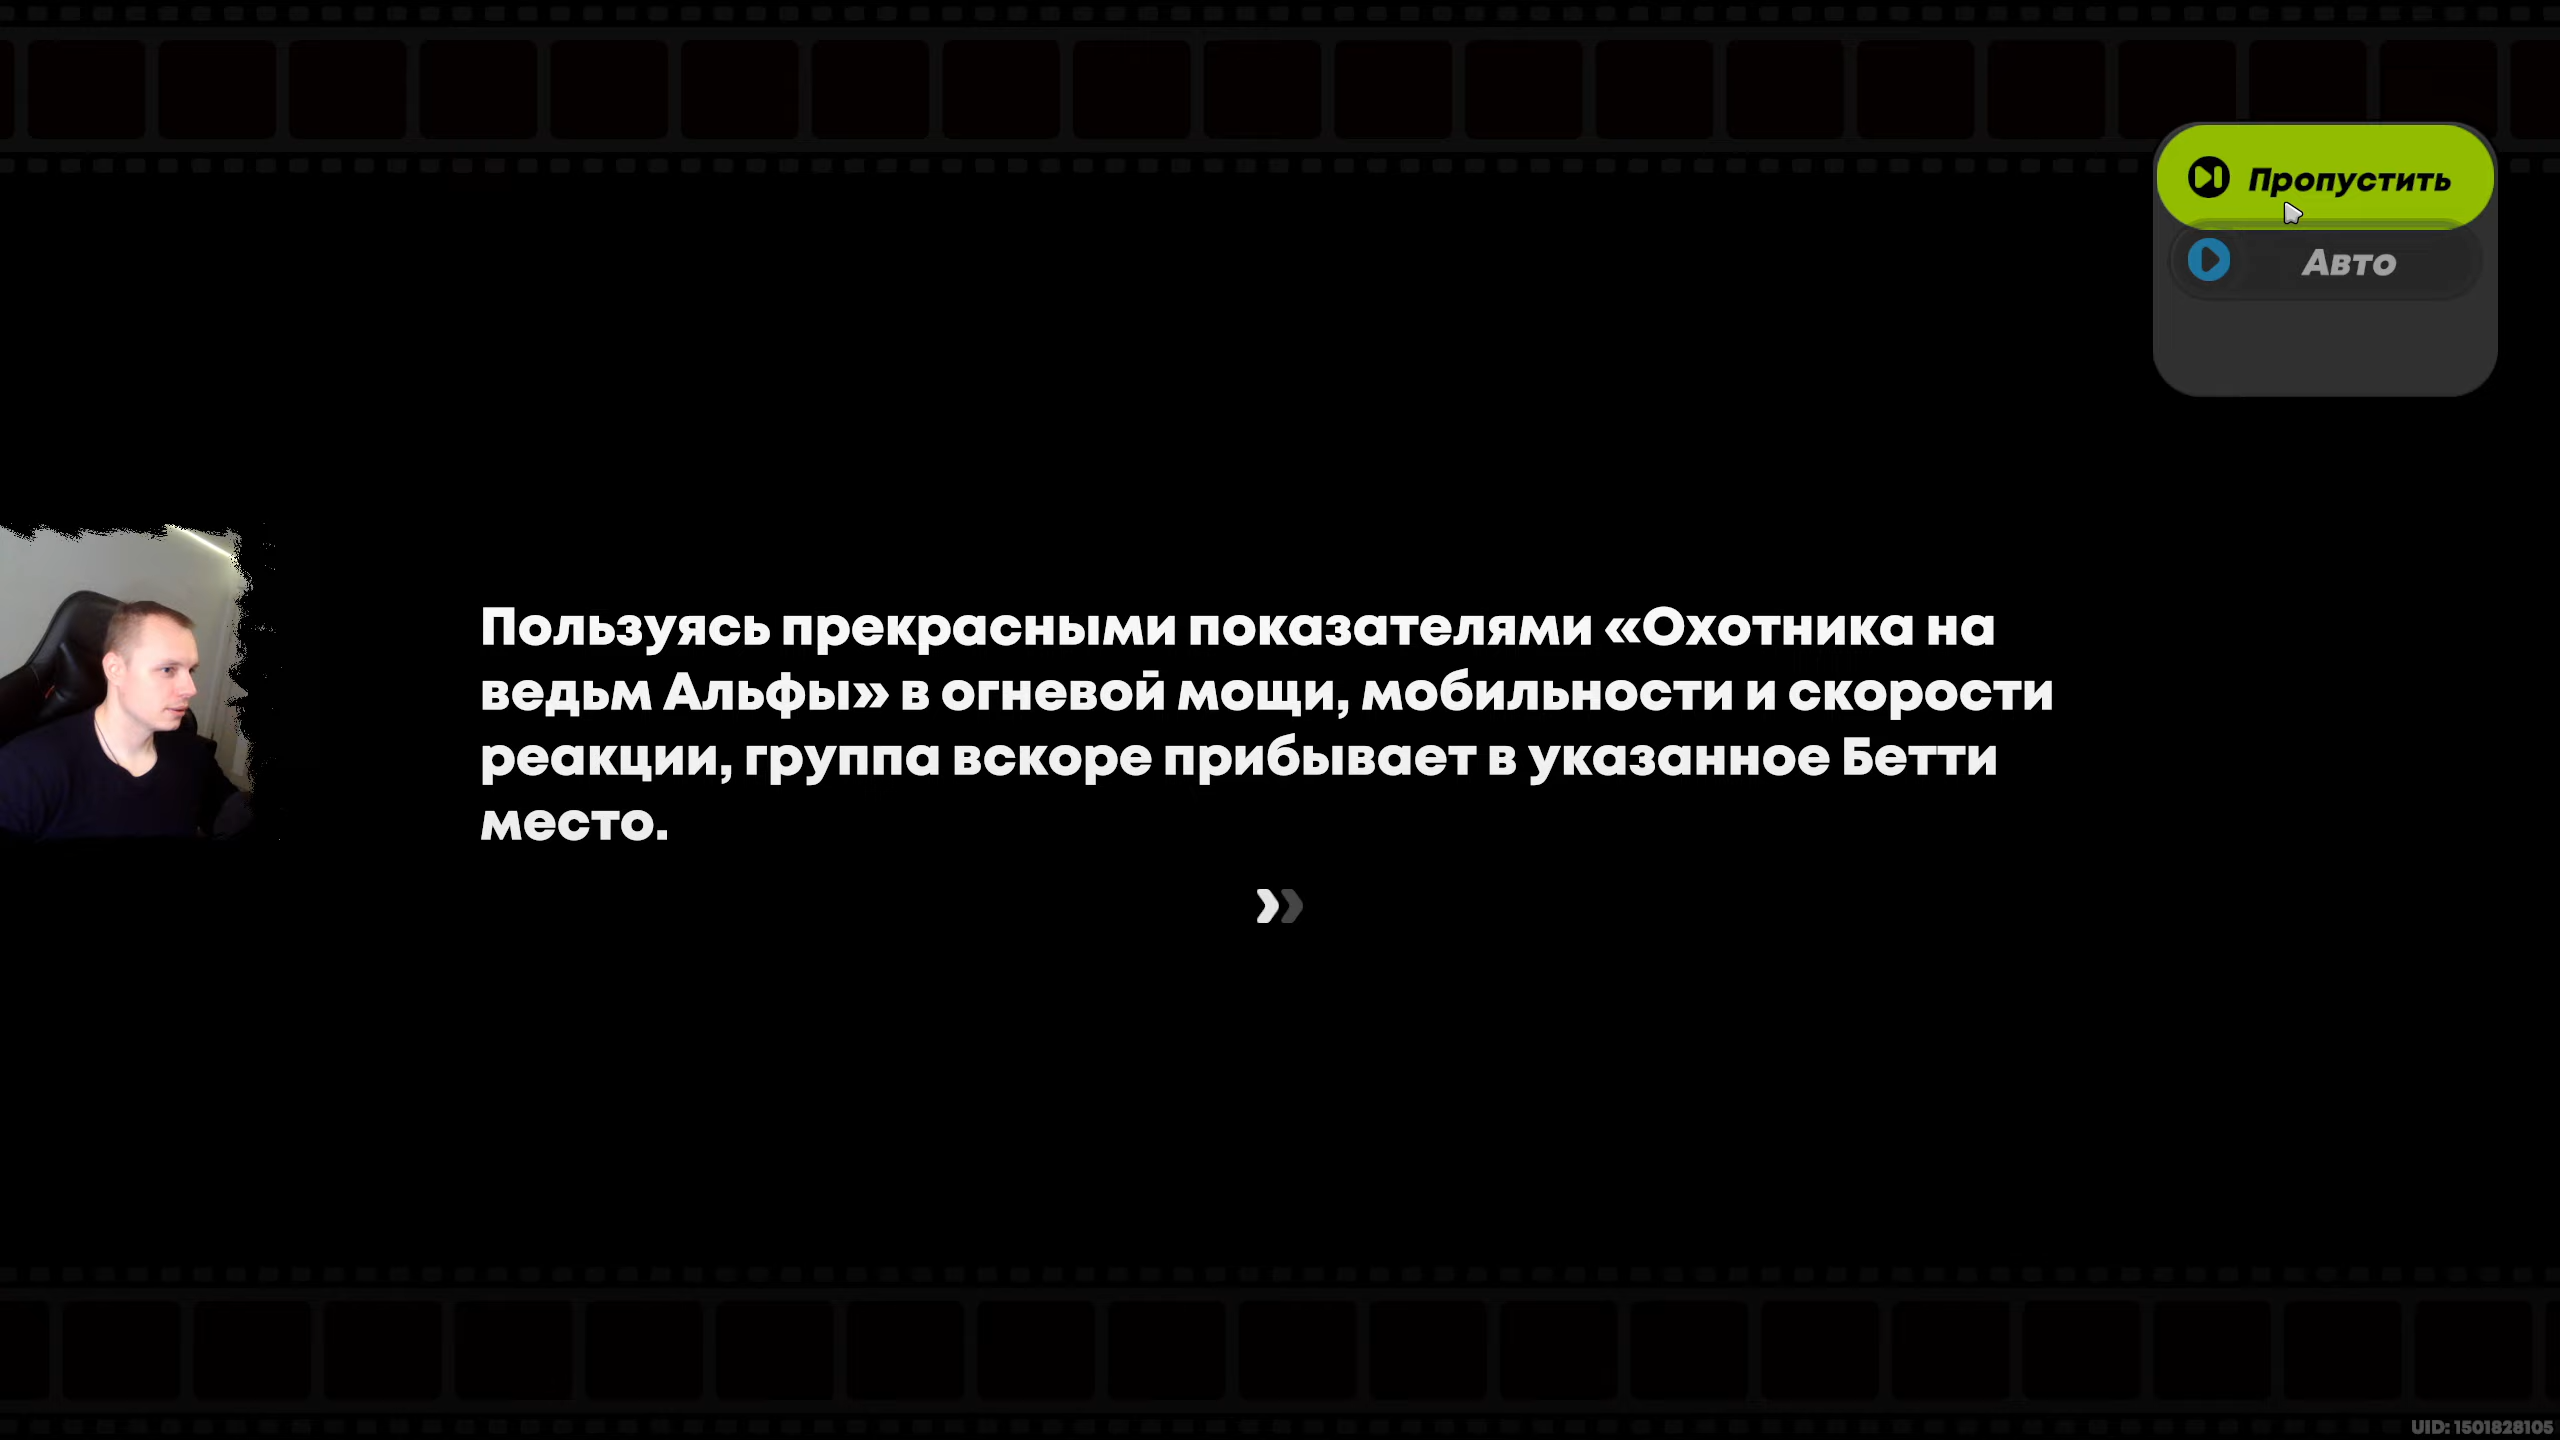 Пропустить
Авто
Пользуясь прекрасными показателями «Охотника на
ведьм Альфы» в огневой мощи, мобильности и скорости
реакции, группа вскоре прибывает в указанное Бетти
место.
UID: 1501828105